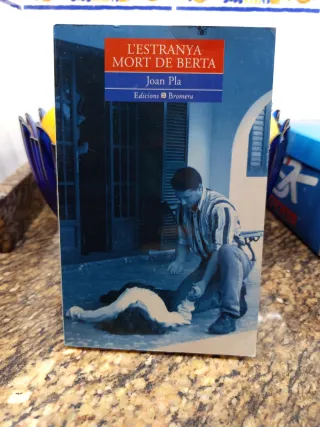 L'ESTRANYA
MORT DE BERTA
Joan Pla
Edicions Bromera